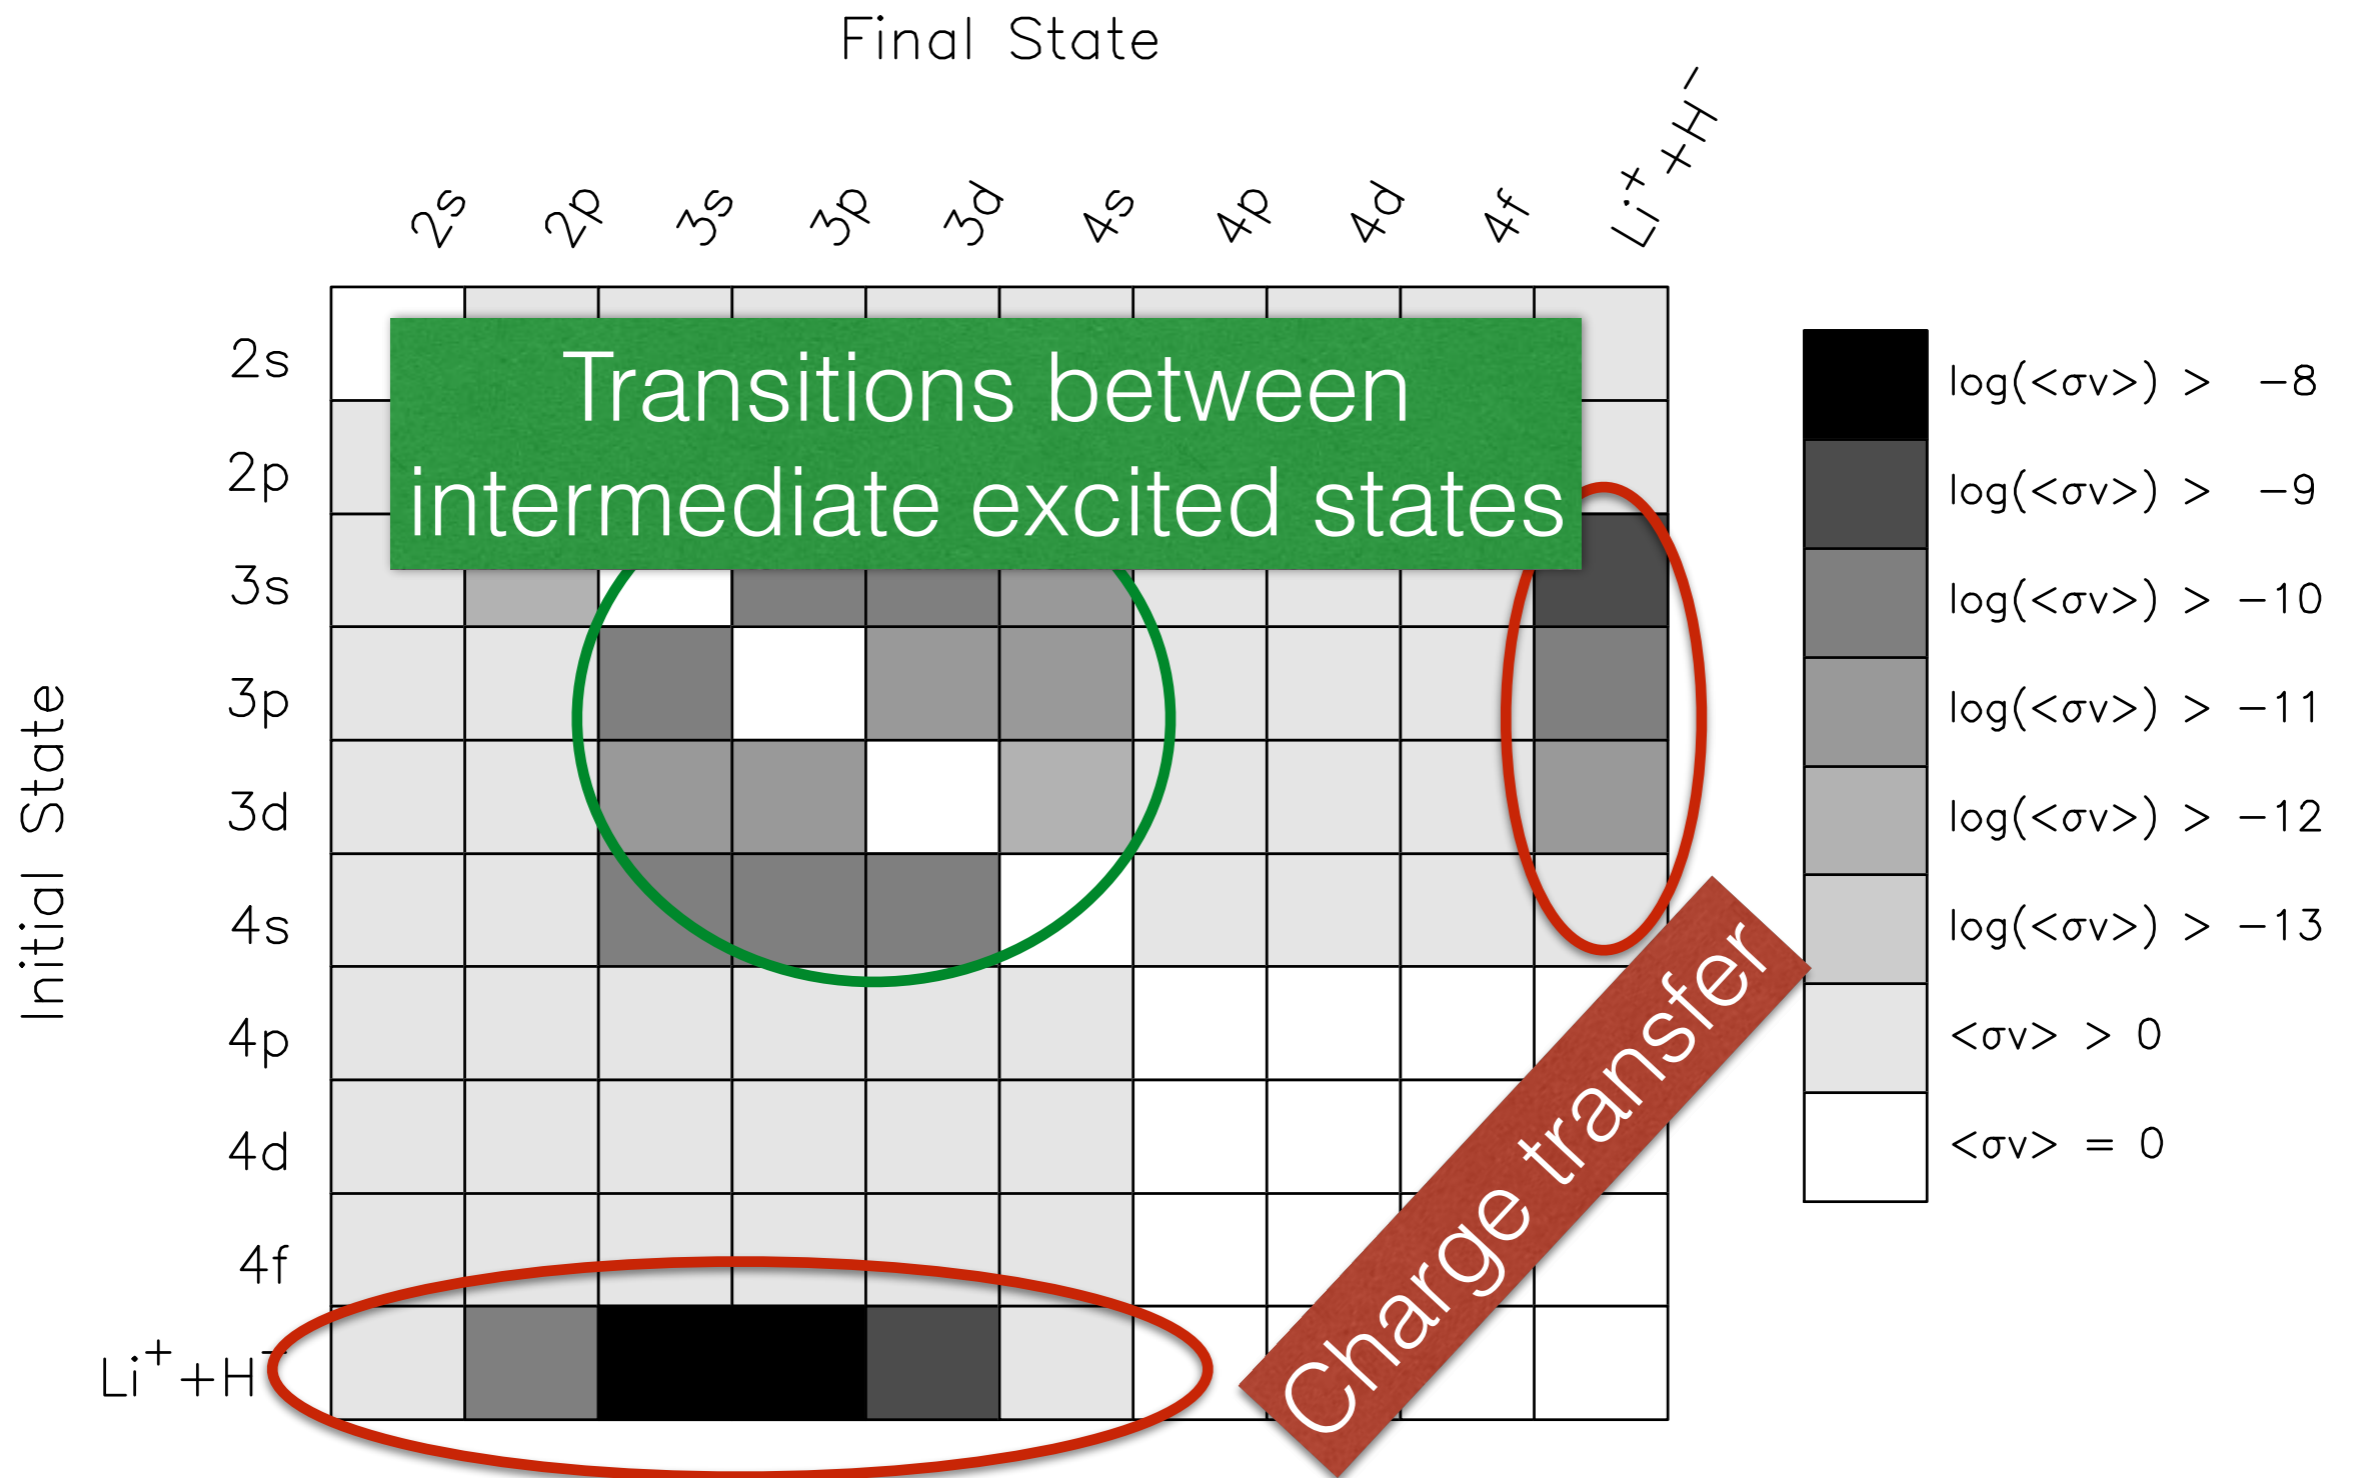 Final State
2s 2p 3s 3p 3d 4s 4p 4d 4f Li⁺+H⁻
Initial State
2s
2p
3s
3p
3d
4s
4p
4d
4f
Li⁺+H⁻
Transitions between
intermediate excited states
Charge transfer
log(<σv>) > -8
log(<σv>) > -9
log(<σv>) > -10
log(<σv>) > -11
log(<σv>) > -12
log(<σv>) > -13
<σv> > 0
<σv> = 0